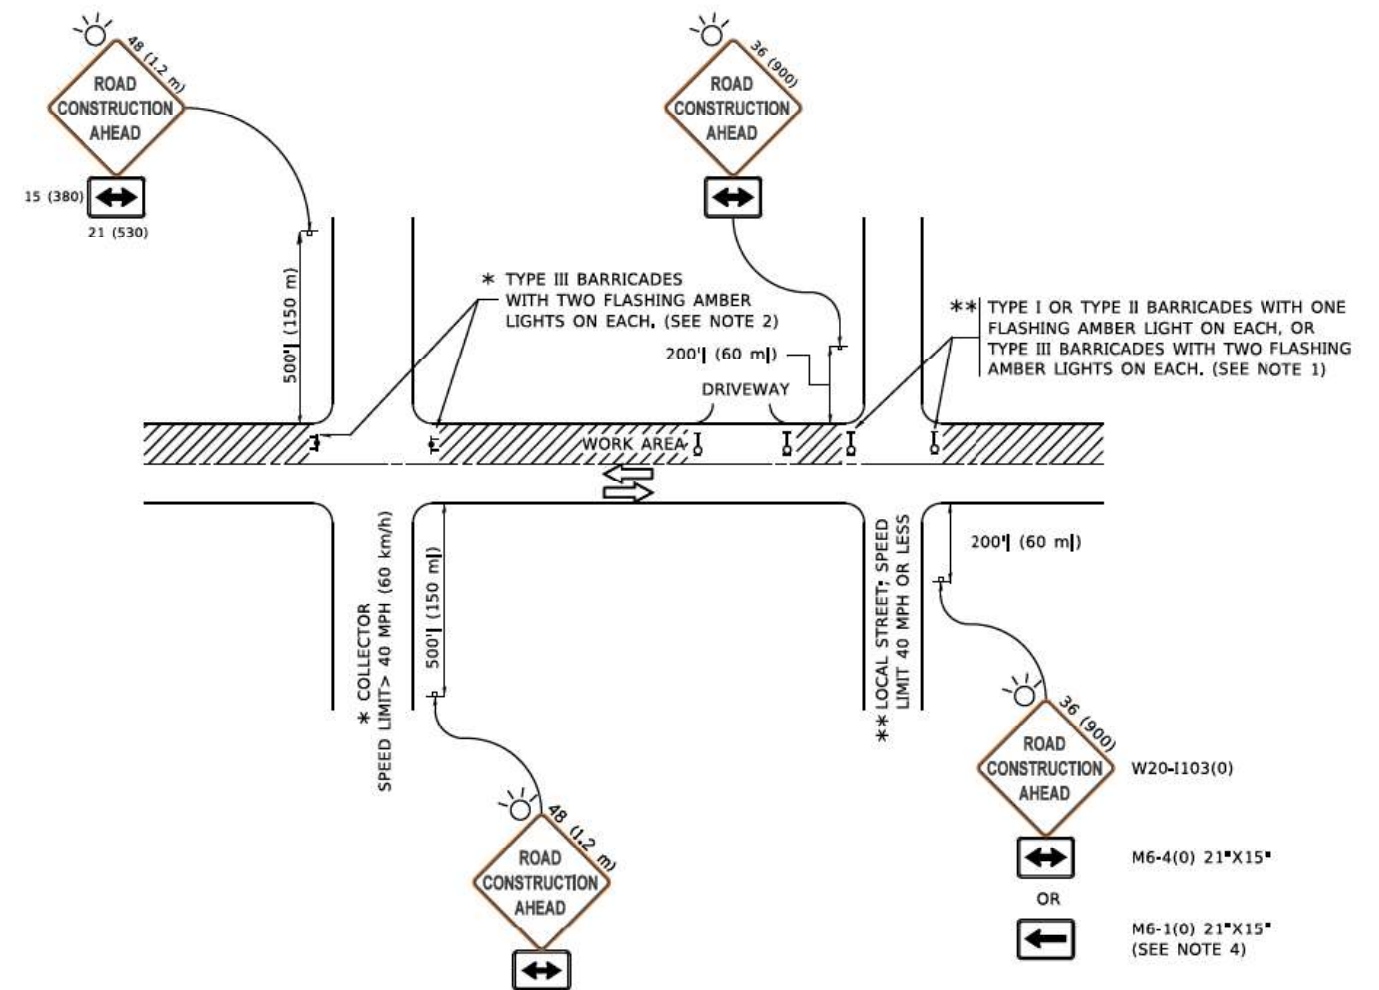 48 (1.2 m)
ROAD
CONSTRUCTION
AHEAD
15 (380)
21 (530)
36 (900)
ROAD
CONSTRUCTION
AHEAD
500' (150 m)
* TYPE III BARRICADES
WITH TWO FLASHING AMBER
LIGHTS ON EACH. (SEE NOTE 2)
200' (60 m)
DRIVEWAY
** TYPE I OR TYPE II BARRICADES WITH ONE
FLASHING AMBER LIGHT ON EACH, OR
TYPE III BARRICADES WITH TWO FLASHING
AMBER LIGHTS ON EACH. (SEE NOTE 1)
WORK AREA
* COLLECTOR
SPEED LIMIT> 40 MPH (60 km/h)
500' (150 m)
** LOCAL STREET; SPEED
LIMIT 40 MPH OR LESS
200' (60 m)
48 (1.2 m)
ROAD
CONSTRUCTION
AHEAD
36 (900)
ROAD
CONSTRUCTION
AHEAD
W20-I103(0)
M6-4(0) 21"X15"
OR
M6-1(0) 21"X15"
(SEE NOTE 4)